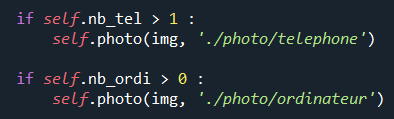 if self.nb_tel > 1 :
    self.photo(img, './photo/telephone')

if self.nb_ordi > 0 :
    self.photo(img, './photo/ordinateur')